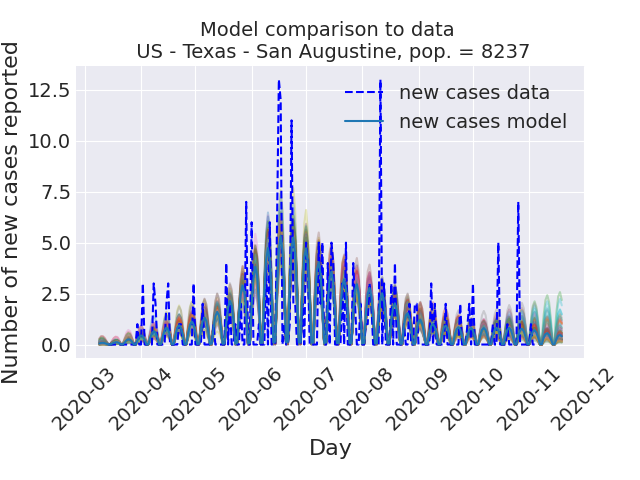 Model comparison to data
US - Texas - San Augustine, pop. = 8237
Number of new cases reported
12.5
10.0
7.5
5.0
2.5
0.0
new cases data
new cases model
2020-03
2020-04
2020-05
2020-06
2020-07
2020-08
2020-09
2020-10
2020-11
2020-12
Day